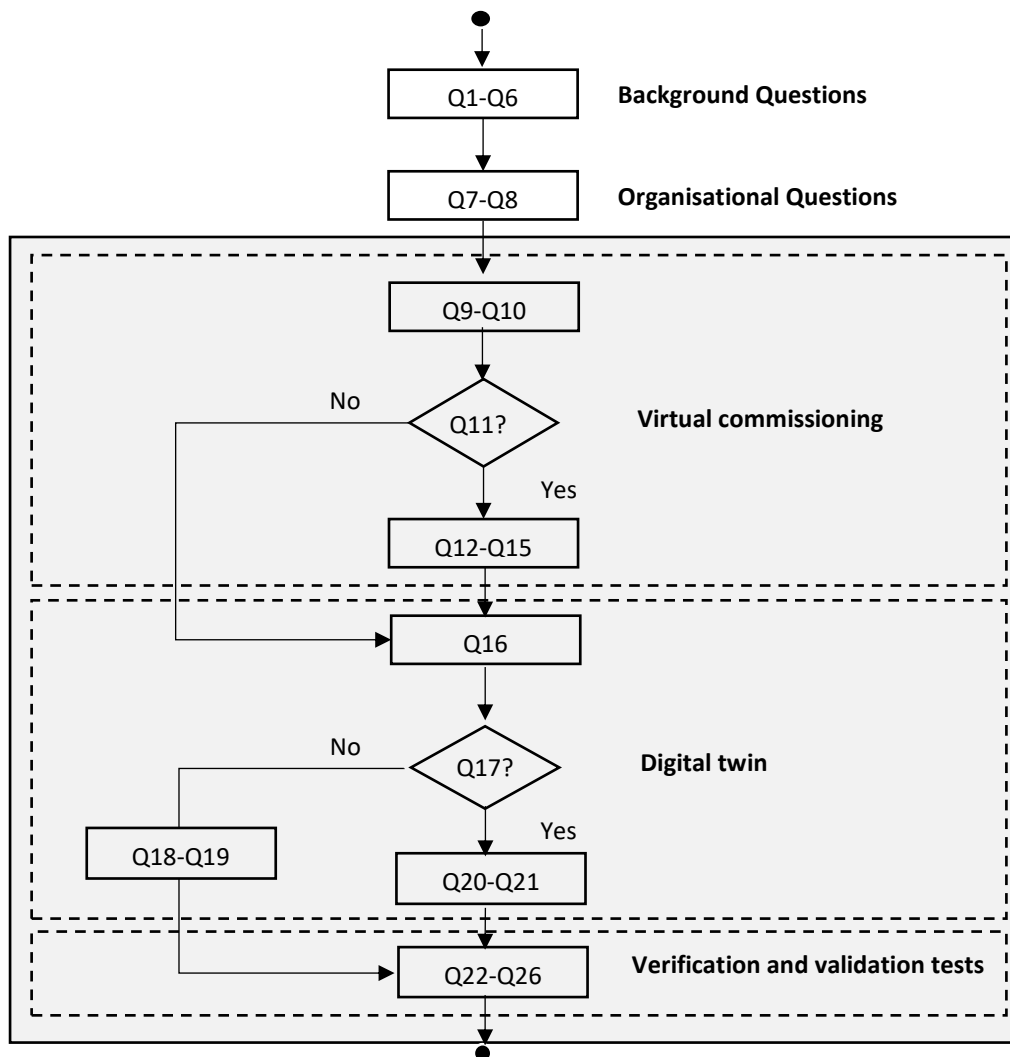 Q1-Q6
Background Questions
Q7-Q8
Organisational Questions
Q9-Q10
No
Q11?
Virtual commissioning
Yes
Q12-Q15
Q16
No
Q17?
Digital twin
Yes
Q18-Q19
Q20-Q21
Verification and validation tests
Q22-Q26